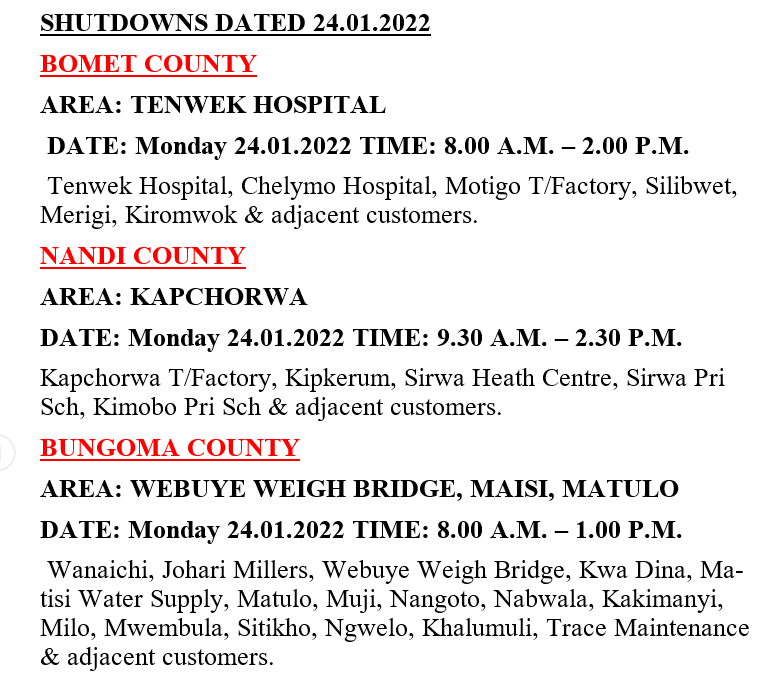 SHUTDOWNS DATED 24.01.2022
BOMET COUNTY
AREA: TENWEK HOSPITAL
DATE: Monday 24.01.2022 TIME: 8.00 A.M. – 2.00 P.M.
Tenwek Hospital, Chelymo Hospital, Motigo T/Factory, Silibwet,
Merigi, Kiromwok & adjacent customers.
NANDI COUNTY
AREA: KAPCHORWA
DATE: Monday 24.01.2022 TIME: 9.30 A.M. – 2.30 P.M.
Kapchorwa T/Factory, Kipkerum, Sirwa Heath Centre, Sirwa Pri
Sch, Kimobo Pri Sch & adjacent customers.
BUNGOMA COUNTY
AREA: WEBUYE WEIGH BRIDGE, MAISI, MATULO
DATE: Monday 24.01.2022 TIME: 8.00 A.M. – 1.00 P.M.
Wanaichi, Johari Millers, Webuye Weigh Bridge, Kwa Dina, Ma-
tisi Water Supply, Matulo, Muji, Nangoto, Nabwala, Kakimanyi,
Milo, Mwembula, Sitikho, Ngwelo, Khalumuli, Trace Maintenance
& adjacent customers.